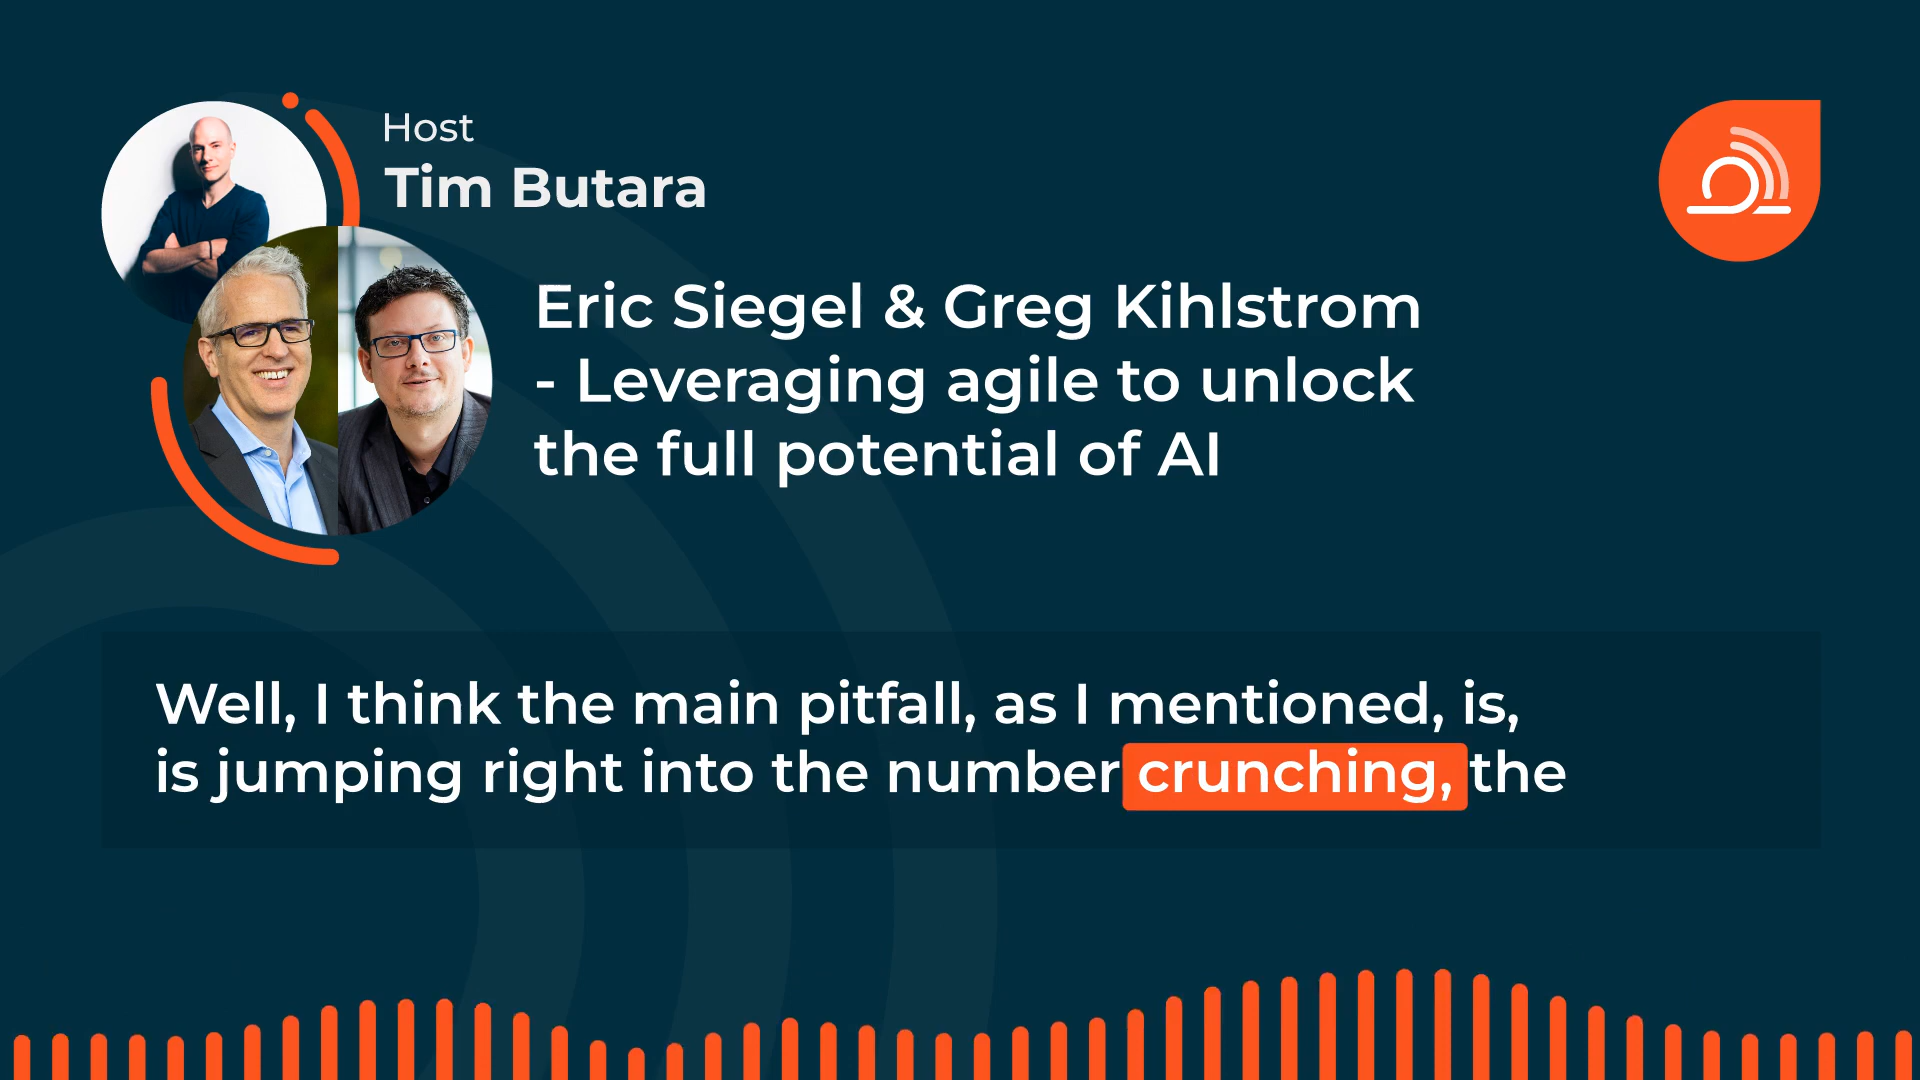 Host
Tim Butara
Eric Siegel & Greg Kihlstrom
- Leveraging agile to unlock
the full potential of AI
Well, I think the main pitfall, as I mentioned, is,
is jumping right into the number crunching, the